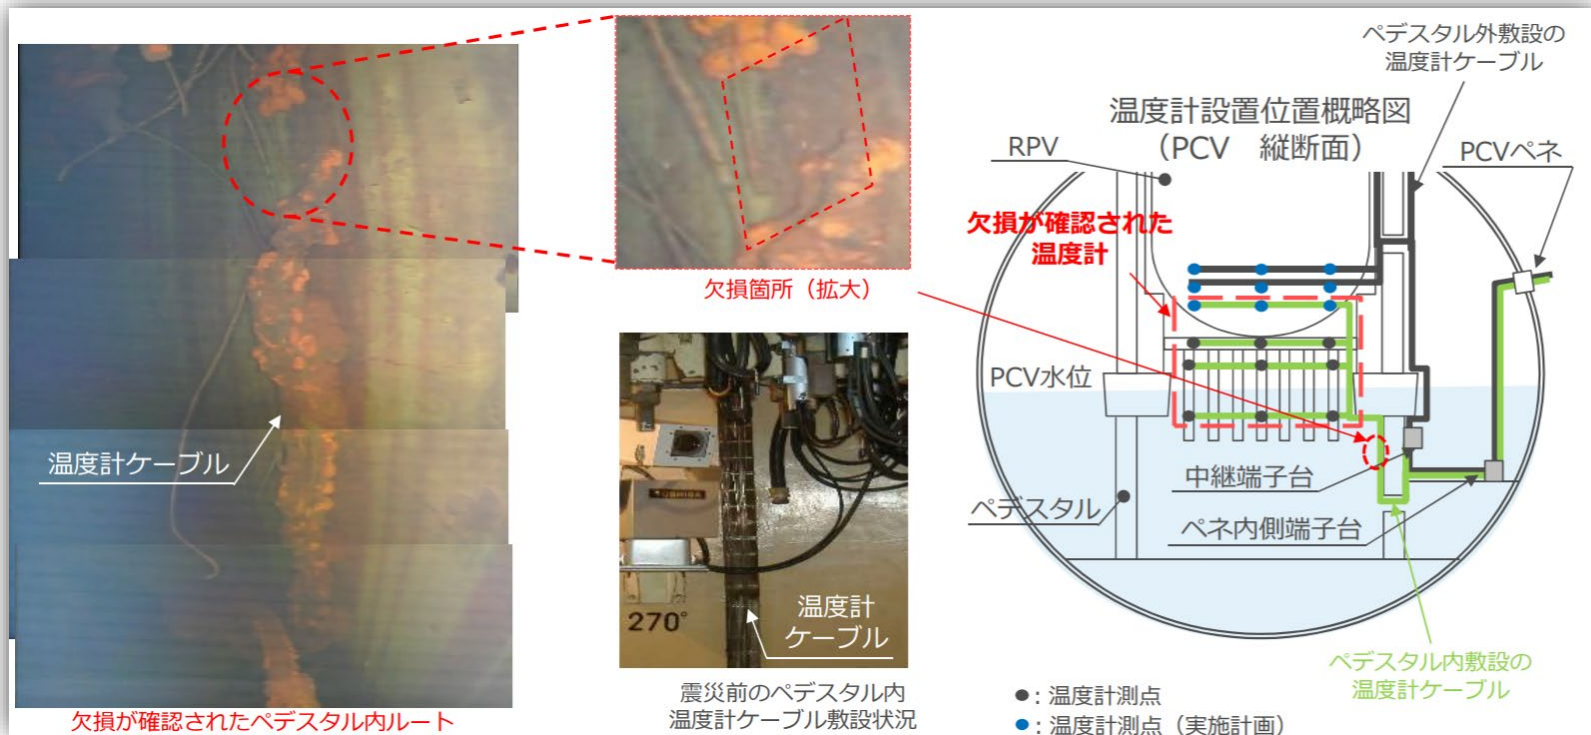 温度計ケーブル
欠損が確認されたペデスタル内ルート
欠損箇所（拡大）
TOSHIBA
270°
温度計
ケーブル
震災前のペデスタル内
温度計ケーブル敷設状況
ペデスタル外敷設の
温度計ケーブル
温度計設置位置概略図
（PCV　縦断面）
RPV
PCVペネ
欠損が確認された
温度計
PCV水位
中継端子台
ペデスタル
ペネ内側端子台
ペデスタル内敷設の
温度計ケーブル
●：温度計測点
●：温度計測点（実施計画）